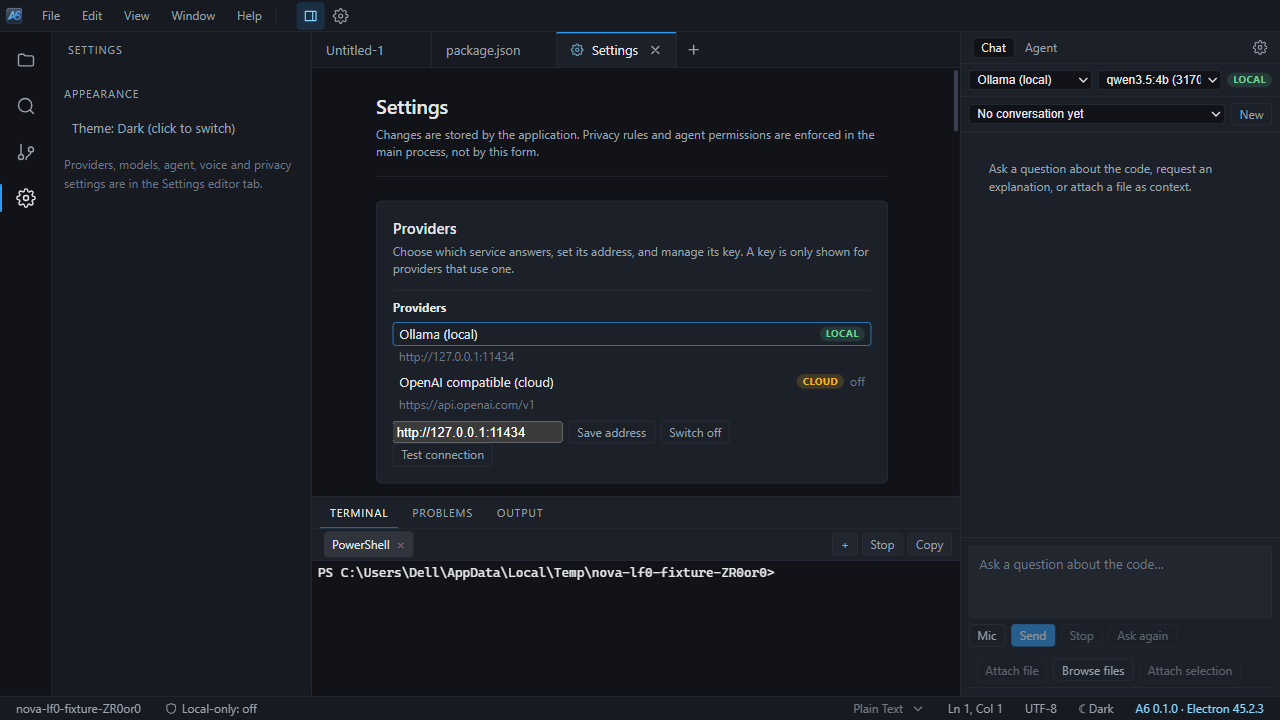 A6 File Edit View Window Help
SETTINGS
APPEARANCE
Theme: Dark (click to switch)
Providers, models, agent, voice and privacy
settings are in the Settings editor tab.
Untitled-1 package.json Settings
Settings
Changes are stored by the application. Privacy rules and agent permissions are enforced in the
main process, not by this form.
Providers
Choose which service answers, set its address, and manage its key. A key is only shown for
providers that use one.
Providers
Ollama (local) LOCAL
http://127.0.0.1:11434
OpenAI compatible (cloud) CLOUD off
https://api.openai.com/v1
http://127.0.0.1:11434 Save address Switch off
Test connection
TERMINAL PROBLEMS OUTPUT
PowerShell + Stop Copy
PS C:\Users\Dell\AppData\Local\Temp\nova-lf0-fixture-ZR0or0>
Chat Agent
Ollama (local) qwen3.5:4b (3170 LOCAL
No conversation yet New
Ask a question about the code, request an
explanation, or attach a file as context.
Ask a question about the code...
Mic Send Stop Ask again
Attach file Browse files Attach selection
nova-lf0-fixture-ZR0or0 Local-only: off Plain Text Ln 1, Col 1 UTF-8 Dark A6 0.1.0 · Electron 45.2.3